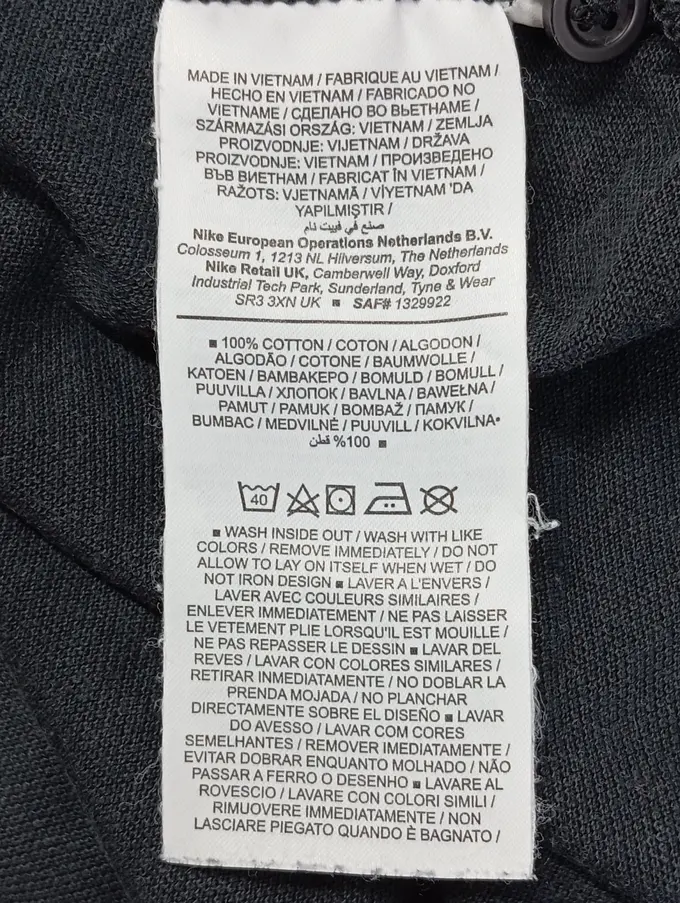 MADE IN VIETNAM / FABRIQUE AU VIETNAM /
HECHO EN VIETNAM / FABRICADO NO
VIETNAME / СДЕЛАНО ВО ВЬЕТНАМЕ /
SZÁRMAZÁSI ORSZÁG: VIETNAM / ZEMLJA
PROIZVODNJE: VIJETNAM / DRŽAVA
PROIZVODNJE: VIETNAM / ПРОИЗВЕДЕНО
ВЪВ ВИЕТНАМ / FABRICAT ÎN VIETNAM /
RAŽOTS: VJETNAMĀ / VİYETNAM 'DA
YAPILMIŞTIR /
صنع في فييت نام
Nike European Operations Netherlands B.V.
Colosseum 1, 1213 NL Hilversum, The Netherlands
Nike Retail UK, Camberwell Way, Doxford
Industrial Tech Park, Sunderland, Tyne & Wear
SR3 3XN UK ■ SAF# 1329922
■ 100% COTTON / COTON / ALGODON /
ALGODÃO / COTONE / BAUMWOLLE /
KATOEN / ΒΑΜΒΑΚΕΡΟ / BOMULD / BOMULL /
PUUVILLA / ХЛОПОК / BAVLNA / BAWEŁNA /
PAMUT / PAMUK / BOMBAŽ / ПАМУК /
BUMBAC / MEDVILNĖ / PUUVILL / KOKVILNA•
%100 قطن ■
40
■ WASH INSIDE OUT / WASH WITH LIKE
COLORS / REMOVE IMMEDIATELY / DO NOT
ALLOW TO LAY ON ITSELF WHEN WET / DO
NOT IRON DESIGN ■ LAVER A L'ENVERS /
LAVER AVEC COULEURS SIMILAIRES /
ENLEVER IMMEDIATEMENT / NE PAS LAISSER
LE VETEMENT PLIE LORSQU'IL EST MOUILLE /
NE PAS REPASSER LE DESSIN ■ LAVAR DEL
REVES / LAVAR CON COLORES SIMILARES /
RETIRAR INMEDIATAMENTE / NO DOBLAR LA
PRENDA MOJADA / NO PLANCHAR
DIRECTAMENTE SOBRE EL DISEÑO ■ LAVAR
DO AVESSO / LAVAR COM CORES
SEMELHANTES / REMOVER IMEDIATAMENTE /
EVITAR DOBRAR ENQUANTO MOLHADO / NÃO
PASSAR A FERRO O DESENHO ■ LAVARE AL
ROVESCIO / LAVARE CON COLORI SIMILI /
RIMUOVERE IMMEDIATAMENTE / NON
LASCIARE PIEGATO QUANDO È BAGNATO /